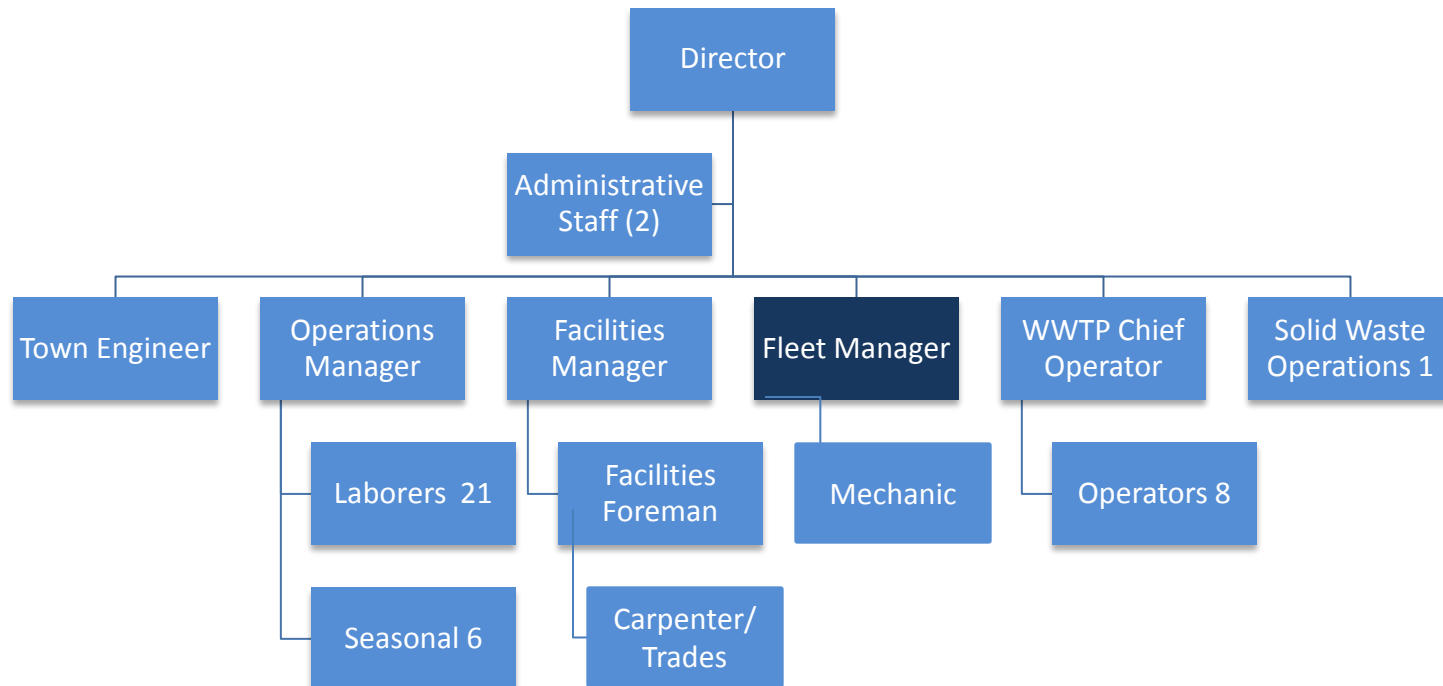 Director
Administrative
Staff (2)
Town Engineer
Operations
Manager
Facilities
Manager
Fleet Manager
WWTP Chief
Operator
Solid Waste
Operations 1
Laborers  21
Facilities
Foreman
Mechanic
Operators 8
Seasonal 6
Carpenter/
Trades